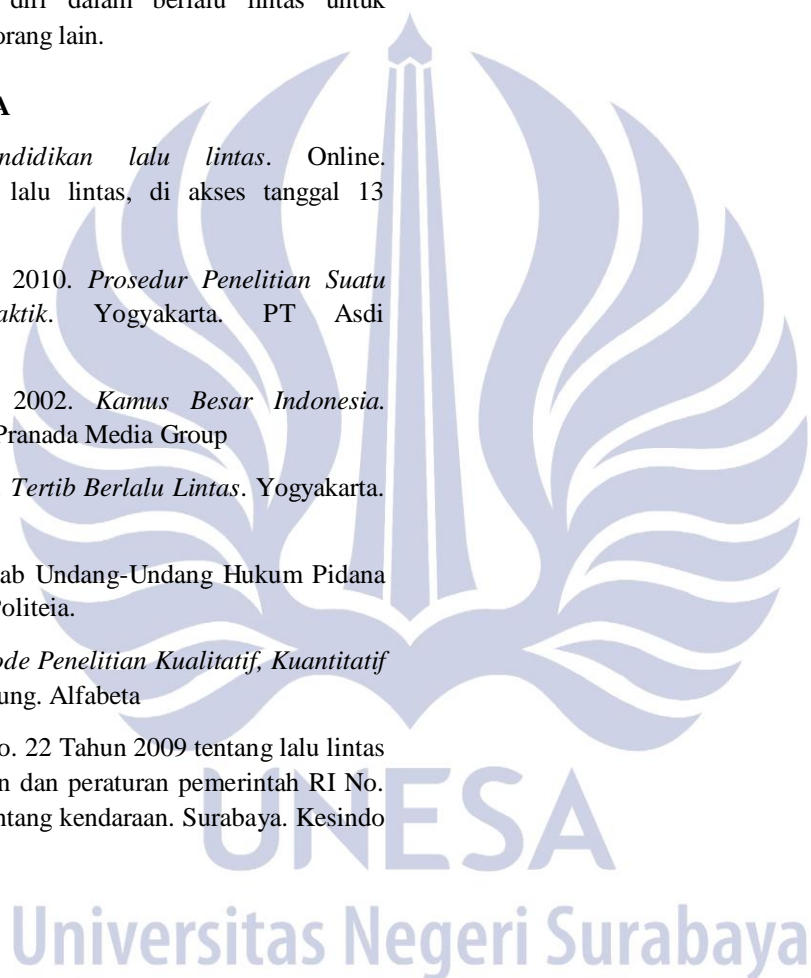 diri dalam berlalu lintas untuk
orang lain.
A
ndidikan lalu lintas. Online.
lalu lintas, di akses tanggal 13
2010. Prosedur Penelitian Suatu
aktik. Yogyakarta. PT Asdi
2002. Kamus Besar Indonesia.
Pranada Media Group
Tertib Berlalu Lintas. Yogyakarta.
ab Undang-Undang Hukum Pidana
Politeia.
ode Penelitian Kualitatif, Kuantitatif
ung. Alfabeta
o. 22 Tahun 2009 tentang lalu lintas
n dan peraturan pemerintah RI No.
ntang kendaraan. Surabaya. Kesindo
UNESA
Universitas Negeri Surabaya